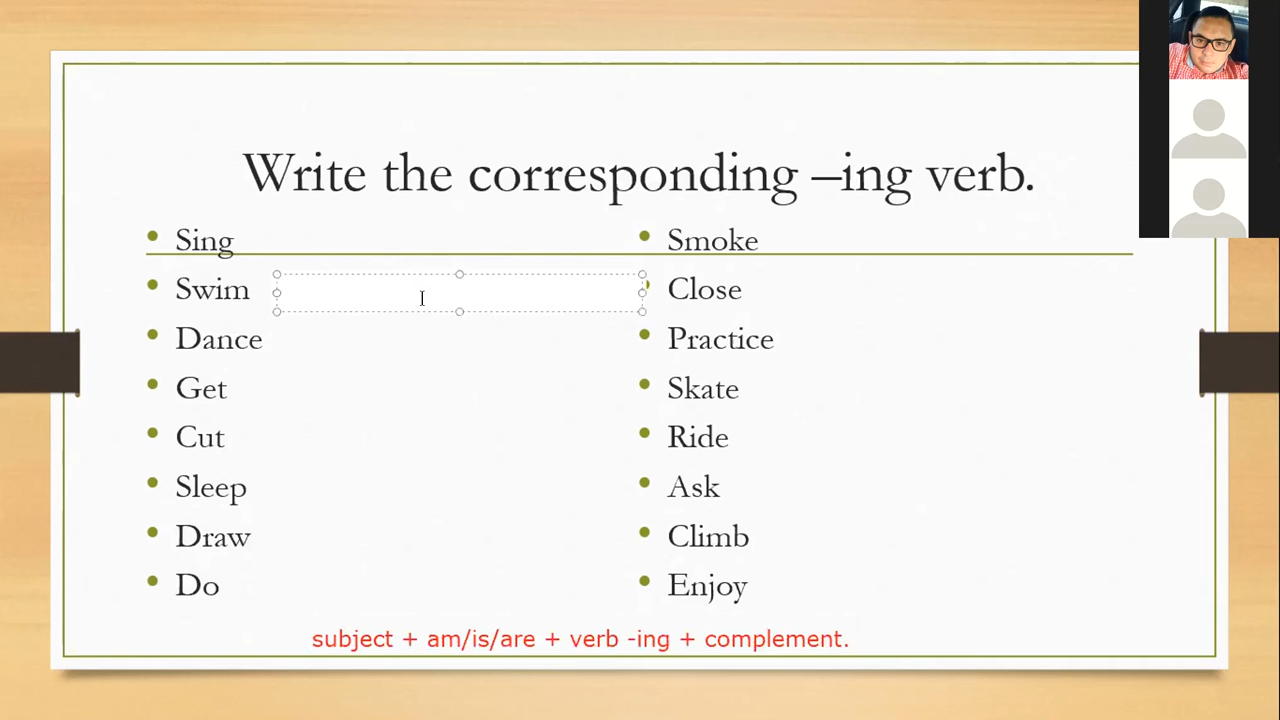 Write the corresponding –ing verb.
Sing
Swim
Dance
Get
Cut
Sleep
Draw
Do
Smoke
Close
Practice
Skate
Ride
Ask
Climb
Enjoy
subject + am/is/are + verb -ing + complement.